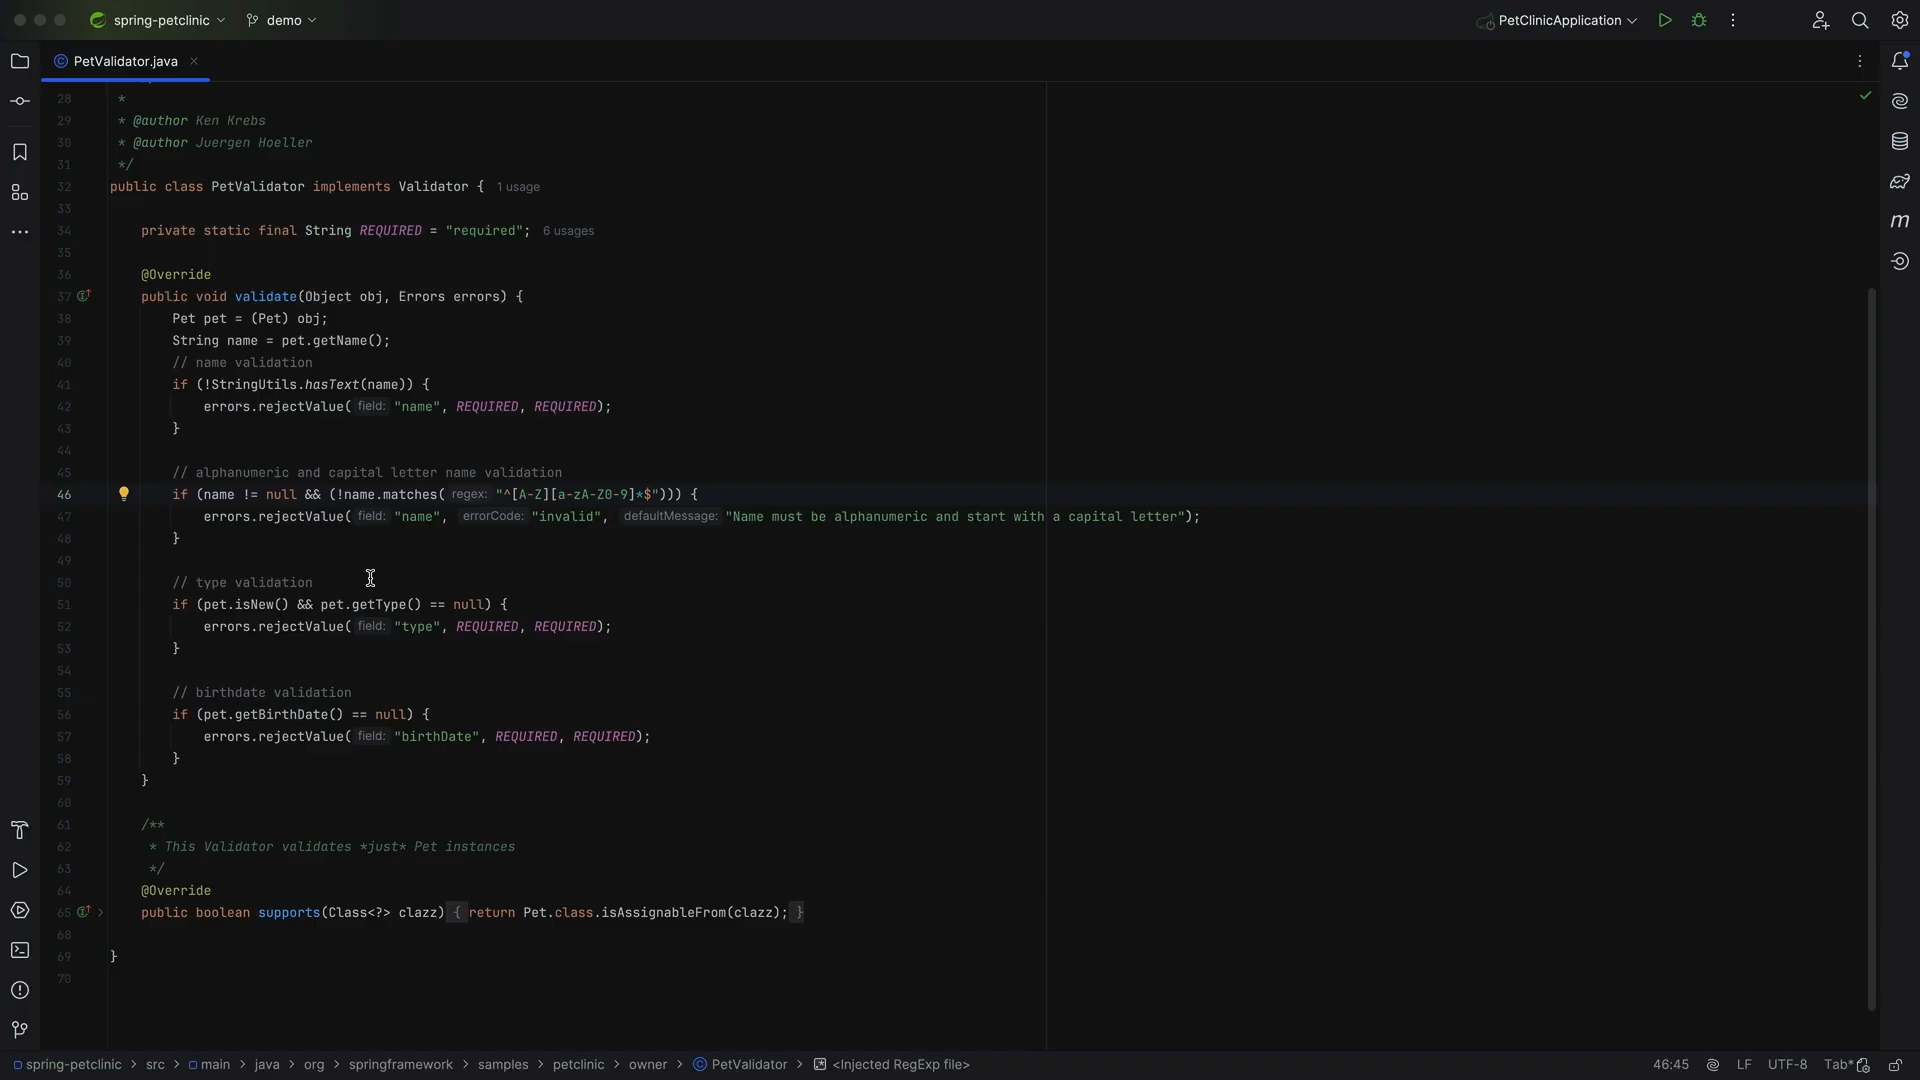 spring-petclinic demo PetClinicApplication
PetValidator.java
28 *
29 * @author Ken Krebs
30 * @author Juergen Hoeller
31 */
32 public class PetValidator implements Validator { 1 usage
33
34 private static final String REQUIRED = "required"; 6 usages
35
36 @Override
37 public void validate(Object obj, Errors errors) {
38 Pet pet = (Pet) obj;
39 String name = pet.getName();
40 // name validation
41 if (!StringUtils.hasText(name)) {
42 errors.rejectValue( field: "name", REQUIRED, REQUIRED);
43 }
44
45 // alphanumeric and capital letter name validation
46 if (name != null && (!name.matches( regex: "^[A-Z][a-zA-Z0-9]*$"))) {
47 errors.rejectValue( field: "name", errorCode: "invalid", defaultMessage: "Name must be alphanumeric and start with a capital letter");
48 }
49
50 // type validation
51 if (pet.isNew() && pet.getType() == null) {
52 errors.rejectValue( field: "type", REQUIRED, REQUIRED);
53 }
54
55 // birthdate validation
56 if (pet.getBirthDate() == null) {
57 errors.rejectValue( field: "birthDate", REQUIRED, REQUIRED);
58 }
59 }
60
61 /**
62 * This Validator validates *just* Pet instances
63 */
64 @Override
65 public boolean supports(Class<?> clazz) { return Pet.class.isAssignableFrom(clazz); }
68
69 }
70
spring-petclinic > src > main > java > org > springframework > samples > petclinic > owner > PetValidator > <Injected RegExp file> 46:45 LF UTF-8 Tab*